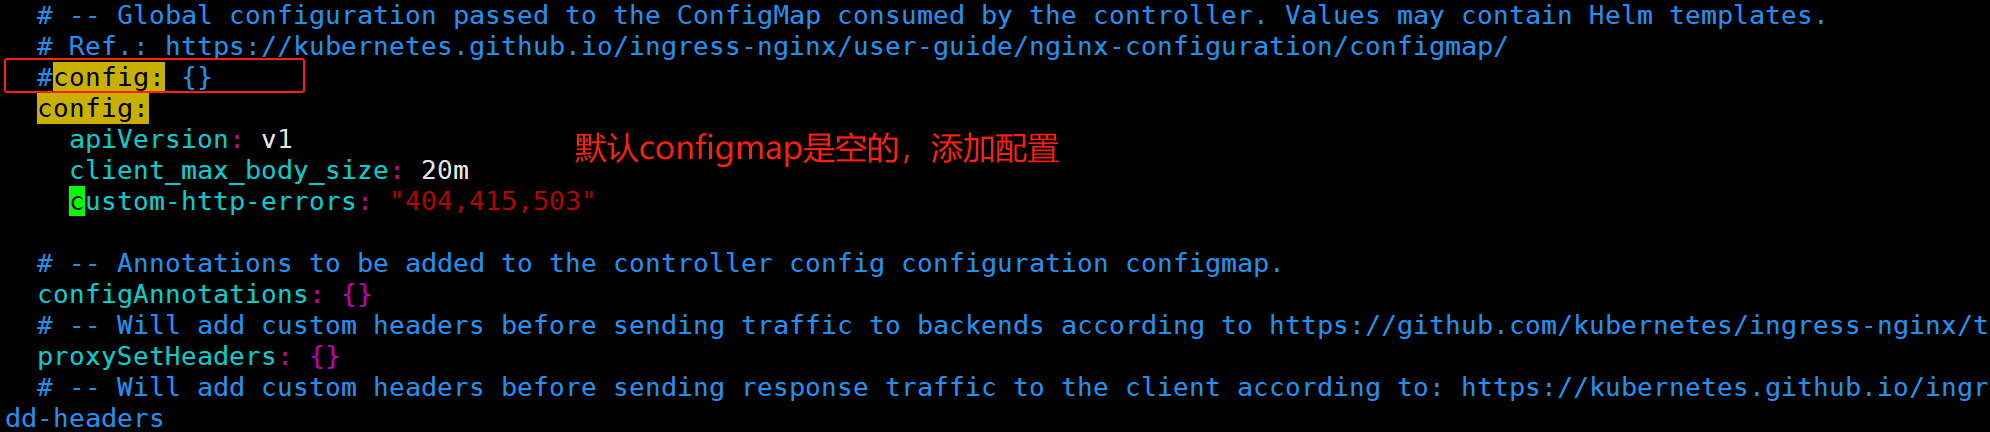 # -- Global configuration passed to the ConfigMap consumed by the controller. Values may contain Helm templates.
# Ref.: https://kubernetes.github.io/ingress-nginx/user-guide/nginx-configuration/configmap/
#config: {}
config:
apiVersion: v1
默认configmap是空的，添加配置
client_max_body_size: 20m
custom-http-errors: "404,415,503"
# -- Annotations to be added to the controller config configuration configmap.
configAnnotations: {}
# -- Will add custom headers before sending traffic to backends according to https://github.com/kubernetes/ingress-nginx/t
proxySetHeaders: {}
# -- Will add custom headers before sending response traffic to the client according to: https://kubernetes.github.io/ingr
dd-headers